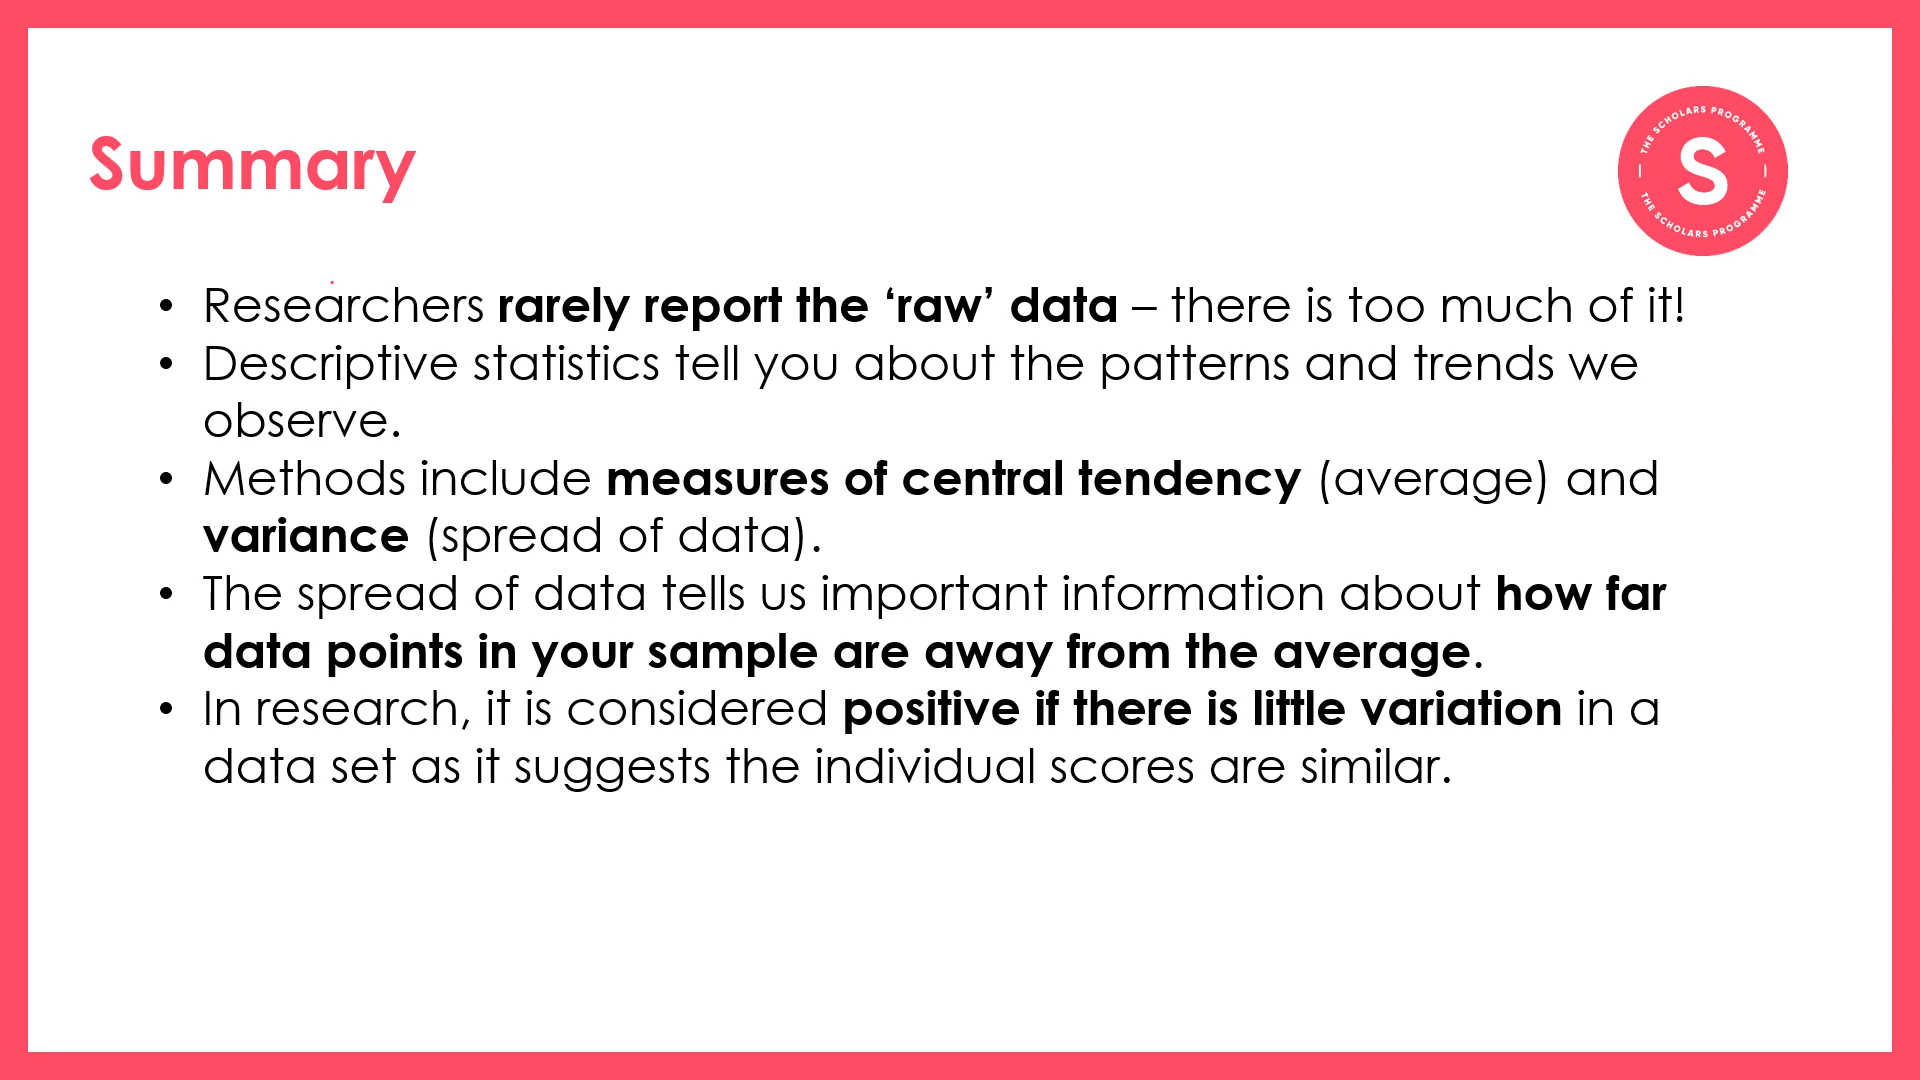 Summary
THE SCHOLARS PROGRAMME
S
THE SCHOLARS PROGRAMME
• Researchers rarely report the ‘raw’ data – there is too much of it!
• Descriptive statistics tell you about the patterns and trends we
observe.
• Methods include measures of central tendency (average) and
variance (spread of data).
• The spread of data tells us important information about how far
data points in your sample are away from the average.
• In research, it is considered positive if there is little variation in a
data set as it suggests the individual scores are similar.